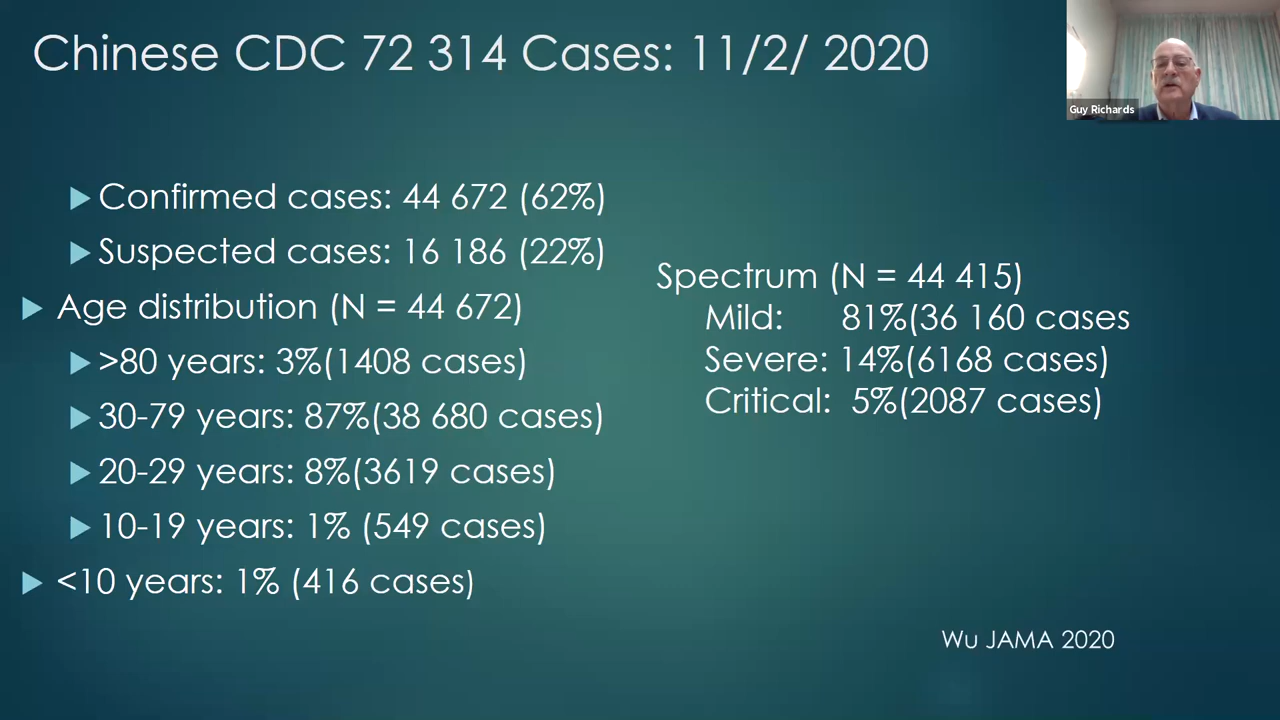 Chinese CDC 72 314 Cases: 11/2/ 2020
Guy Richards
Confirmed cases: 44 672 (62%)
Suspected cases: 16 186 (22%)
Age distribution (N = 44 672)
>80 years: 3%(1408 cases)
30-79 years: 87%(38 680 cases)
20-29 years: 8%(3619 cases)
10-19 years: 1% (549 cases)
<10 years: 1% (416 cases)
Spectrum (N = 44 415)
Mild: 81%(36 160 cases
Severe: 14%(6168 cases)
Critical: 5%(2087 cases)
Wu JAMA 2020